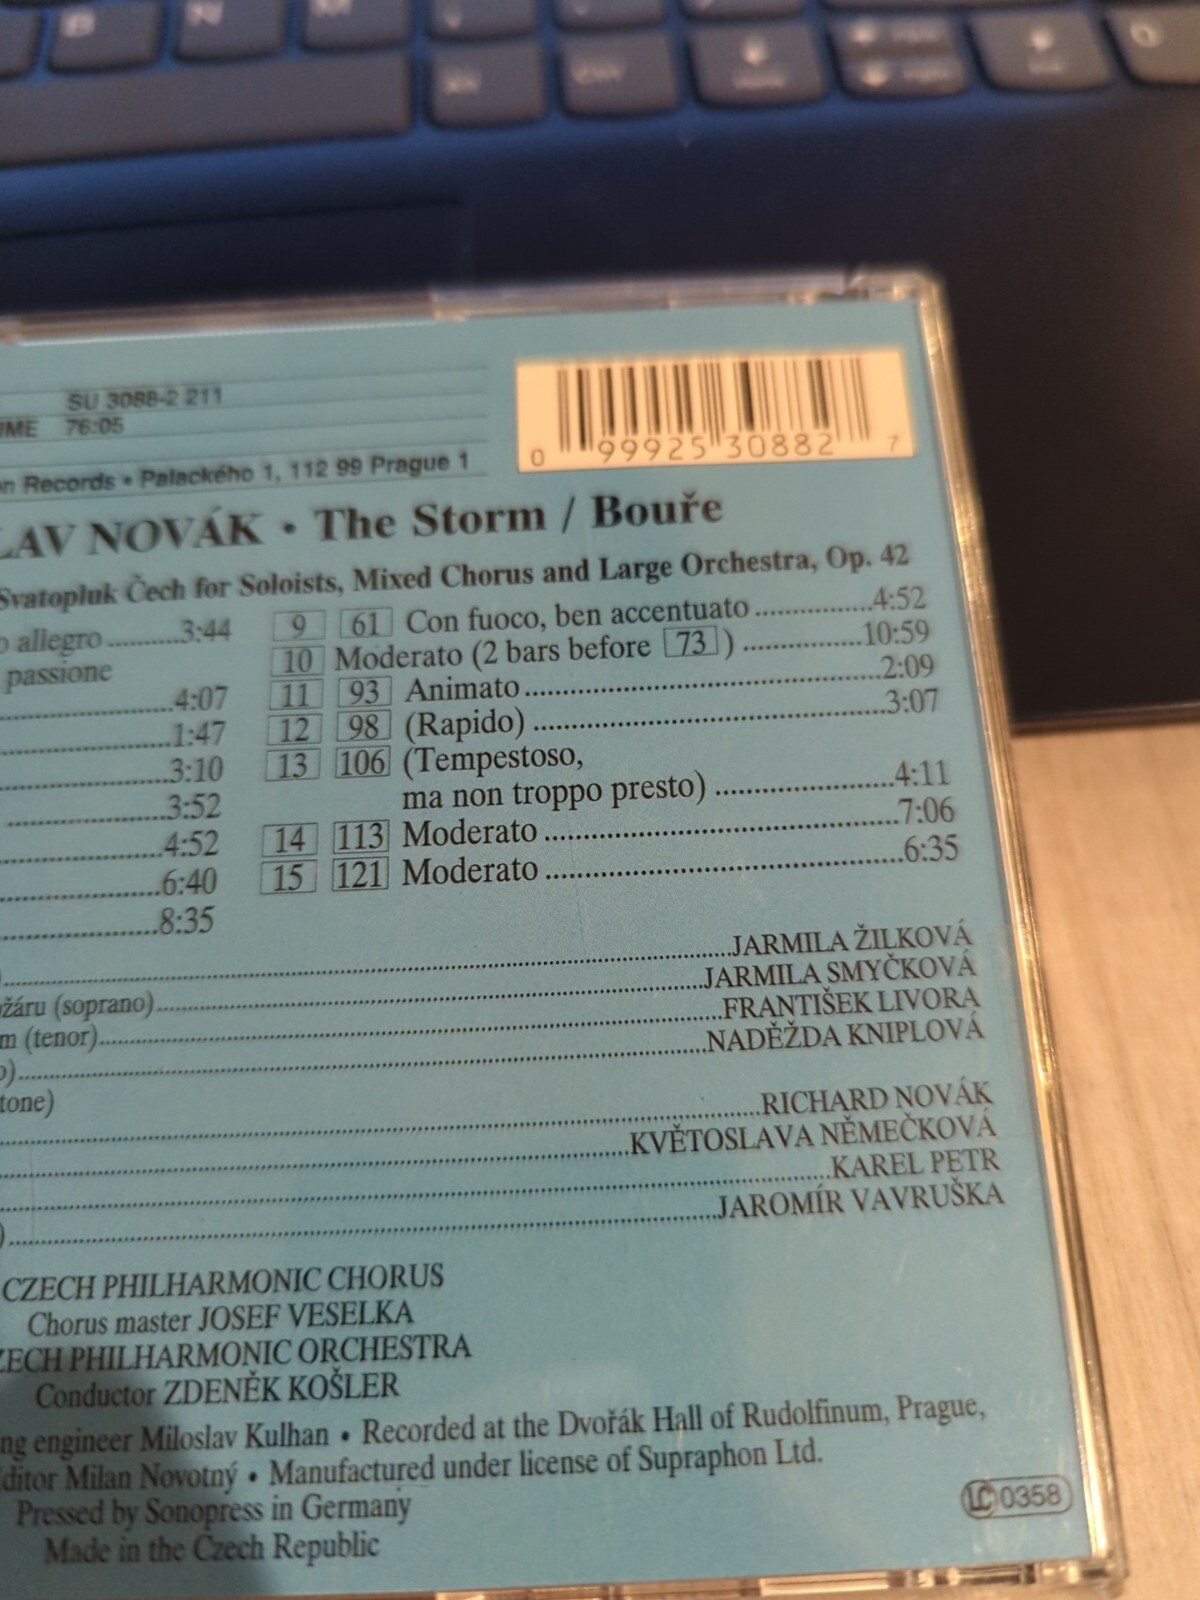 B N M
SU 3088-2 211
IME 76:05
0 99925 30882 7
n Records • Palackého 1, 112 99 Prague 1
LAV NOVÁK • The Storm / Bouře
Svatopluk Čech for Soloists, Mixed Chorus and Large Orchestra, Op. 42
o allegro .........3:44
passione
.................4:07
.................1:47
.................3:10
.................3:52
.................4:52
.................6:40
.................8:35
9 61 Con fuoco, ben accentuato ..............4:52
10 Moderato (2 bars before 73 ) ..............10:59
11 93 Animato ..............2:09
12 98 (Rapido) ..............3:07
13 106 (Tempestoso,
ma non troppo presto) ..............4:11
14 113 Moderato ..............7:06
15 121 Moderato ..............6:35
)..............JARMILA ŽILKOVÁ
ožáru (soprano)..............JARMILA SMYČKOVÁ
m (tenor)..............FRANTIŠEK LIVORA
o)..............NADĚŽDA KNIPLOVÁ
tone)
..............RICHARD NOVÁK
..............KVĚTOSLAVA NĚMEČKOVÁ
..............KAREL PETR
)..............JAROMÍR VAVRUŠKA
CZECH PHILHARMONIC CHORUS
Chorus master JOSEF VESELKA
ZECH PHILHARMONIC ORCHESTRA
Conductor ZDENĚK KOŠLER
ng engineer Miloslav Kulhan • Recorded at the Dvořák Hall of Rudolfinum, Prague,
ditor Milan Novotný • Manufactured under license of Supraphon Ltd.
Pressed by Sonopress in Germany
Made in the Czech Republic
LC 0358